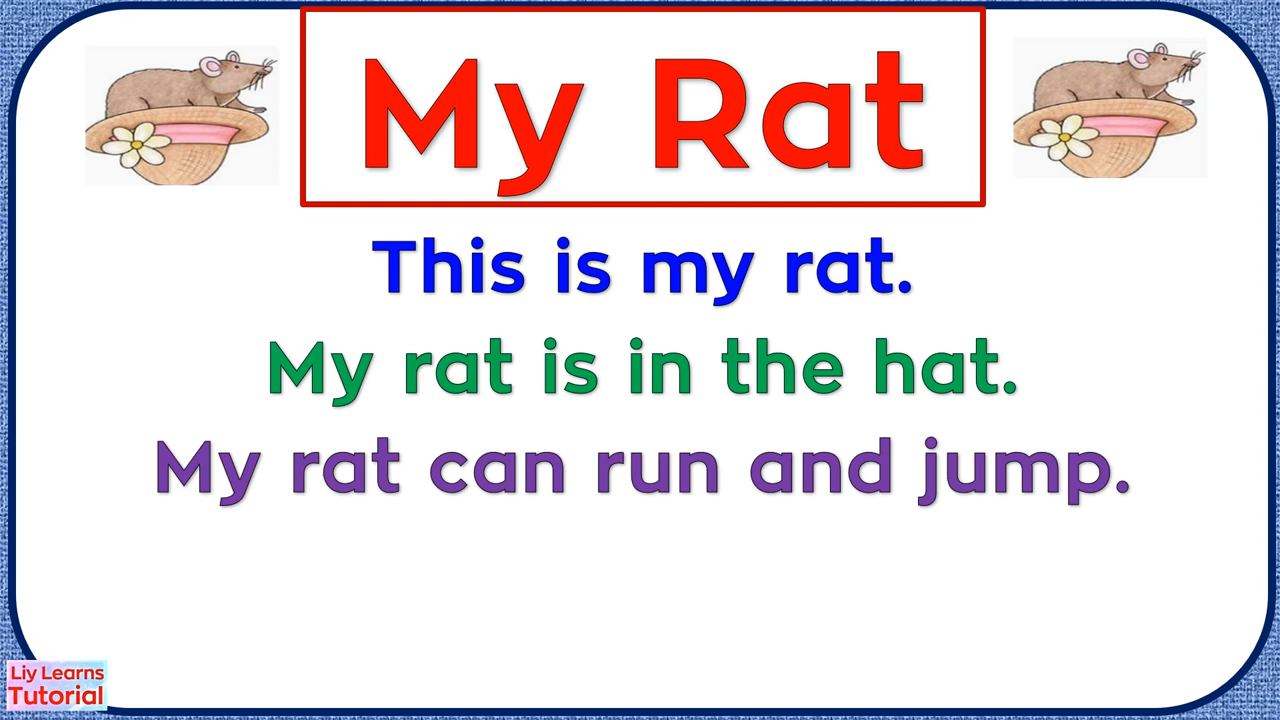 My Rat
This is my rat.
My rat is in the hat.
My rat can run and jump.
Liy Learns
Tutorial